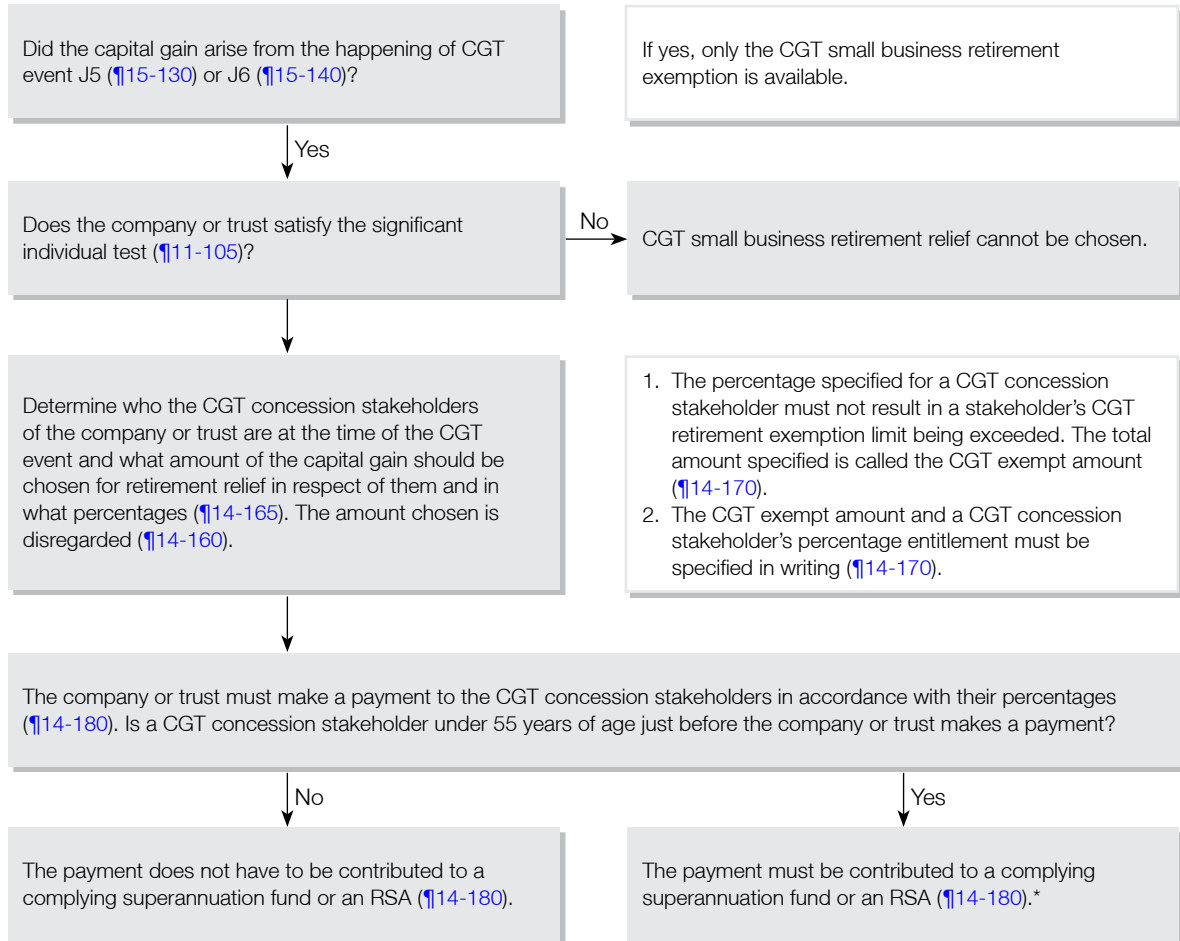 Did the capital gain arise from the happening of CGT
event J5 (¶15-130) or J6 (¶15-140)?
If yes, only the CGT small business retirement
exemption is available.
Yes
Does the company or trust satisfy the significant
individual test (¶11-105)?
No
CGT small business retirement relief cannot be chosen.
Determine who the CGT concession stakeholders
of the company or trust are at the time of the CGT
event and what amount of the capital gain should be
chosen for retirement relief in respect of them and in
what percentages (¶14-165). The amount chosen is
disregarded (¶14-160).
1. The percentage specified for a CGT concession
stakeholder must not result in a stakeholder’s CGT
retirement exemption limit being exceeded. The total
amount specified is called the CGT exempt amount
(¶14-170).
2. The CGT exempt amount and a CGT concession
stakeholder’s percentage entitlement must be
specified in writing (¶14-170).
The company or trust must make a payment to the CGT concession stakeholders in accordance with their percentages
(¶14-180). Is a CGT concession stakeholder under 55 years of age just before the company or trust makes a payment?
No
Yes
The payment does not have to be contributed to a
complying superannuation fund or an RSA (¶14-180).
The payment must be contributed to a complying
superannuation fund or an RSA (¶14-180).*